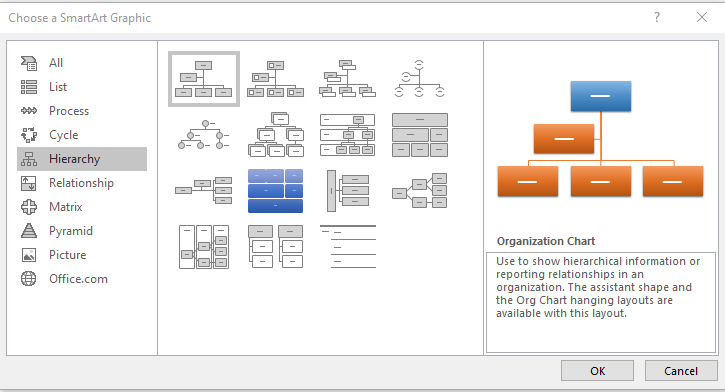 Choose a SmartArt Graphic
?
All
List
Process
Cycle
Hierarchy
Relationship
Matrix
Pyramid
Picture
Office.com
Organization Chart
Use to show hierarchical information or
reporting relationships in an
organization. The assistant shape and
the Org Chart hanging layouts are
available with this layout.
OK
Cancel